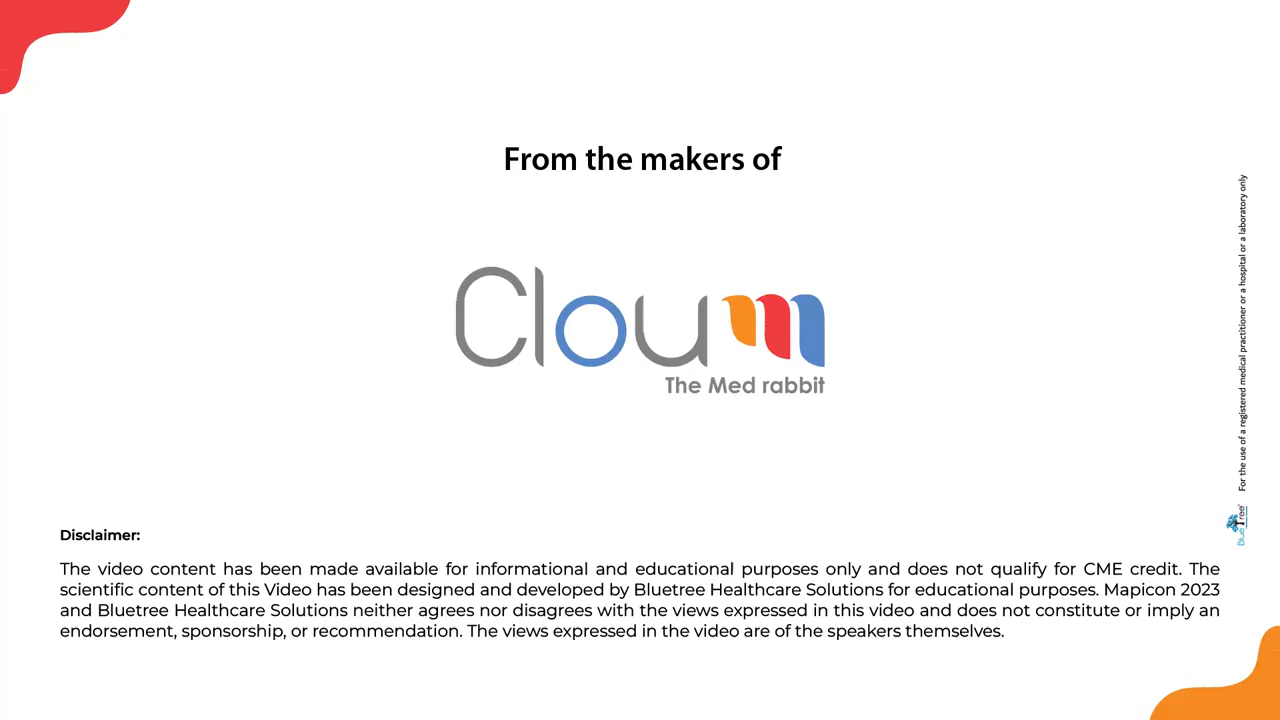 From the makers of
Cloum
The Med rabbit
For the use of a registered medical practitioner or a hospital or a laboratory only
BlueTree
Disclaimer:
The video content has been made available for informational and educational purposes only and does not qualify for CME credit. The
scientific content of this Video has been designed and developed by Bluetree Healthcare Solutions for educational purposes. Mapicon 2023
and Bluetree Healthcare Solutions neither agrees nor disagrees with the views expressed in this video and does not constitute or imply an
endorsement, sponsorship, or recommendation. The views expressed in the video are of the speakers themselves.